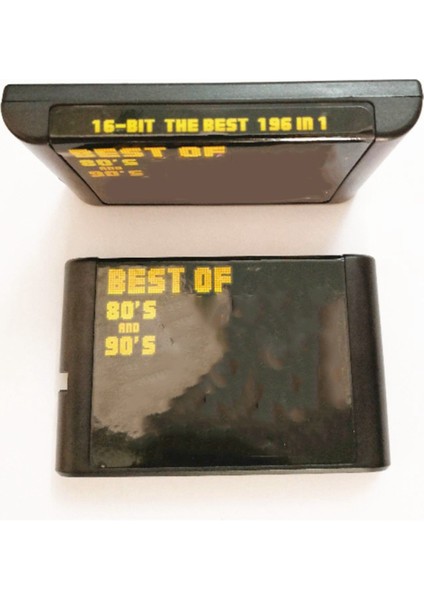 16-BIT THE BEST 196 IN 1
BEST OF
80'S
AND
90'S
BEST OF
80'S
AND
90'S